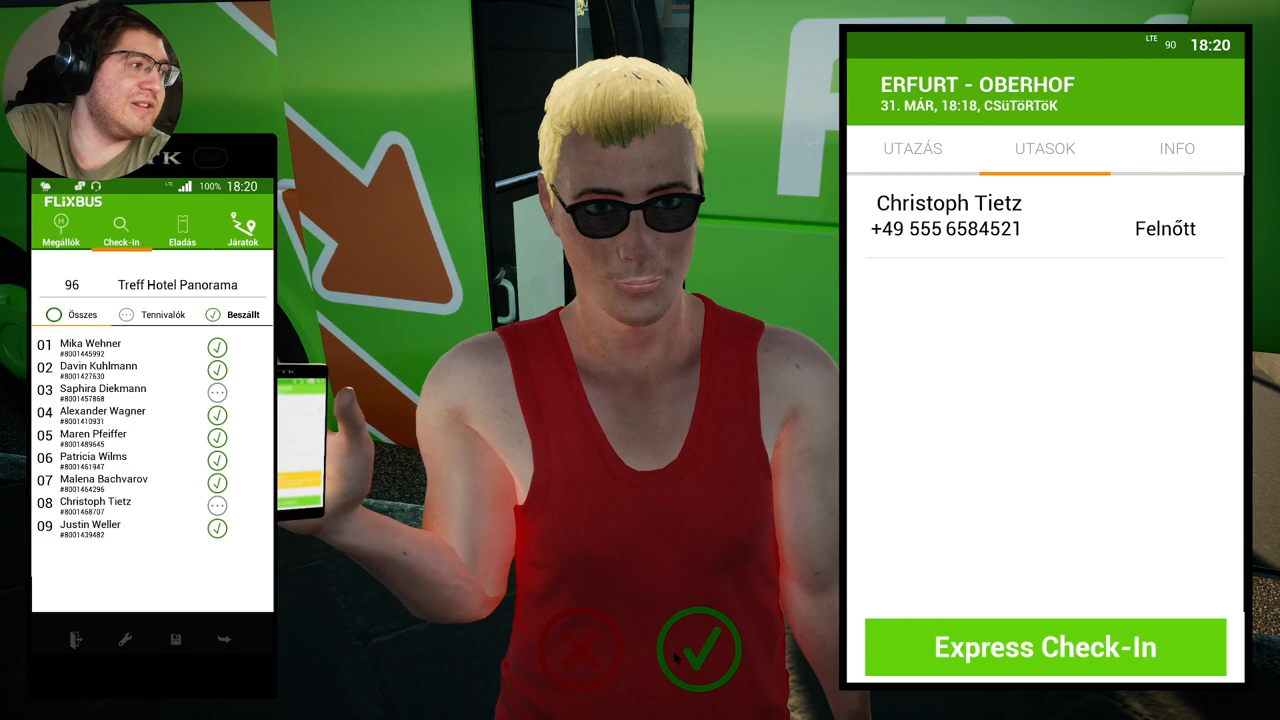 TK
LTE 100% 18:20
FLiXBUS
Megállók Check-In Eladás Járatok
96 Treff Hotel Panorama
Összes Tennivalók Beszállt
01 Mika Wehner
#8001445992
02 Davin Kuhlmann
#8001427630
03 Saphira Diekmann
#8001457868
04 Alexander Wagner
#8001410931
05 Maren Pfeiffer
#8001489645
06 Patricia Wilms
#8001461947
07 Malena Bachvarov
#8001464296
08 Christoph Tietz
#8001468707
09 Justin Weller
#8001439482
TK
LTE 90 18:20
ERFURT - OBERHOF
31. MÁR, 18:18, CSüTöRTöK
UTAZÁS UTASOK INFO
Christoph Tietz
+49 555 6584521 Felnőtt
Express Check-In